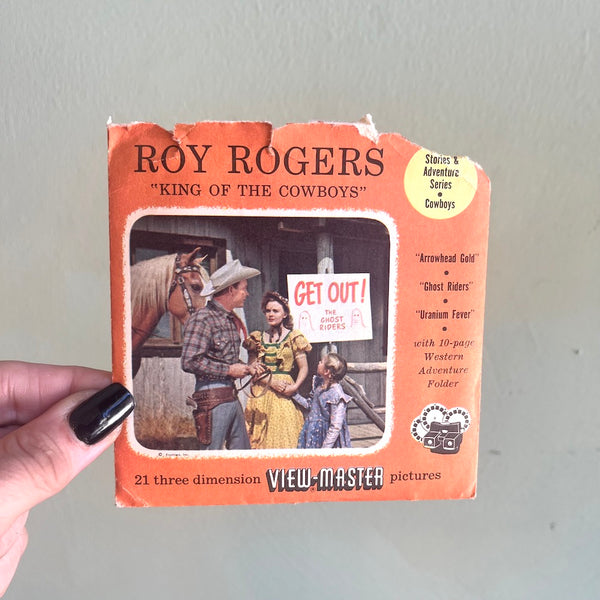 ROY ROGERS
"KING OF THE COWBOYS"
Stories &
Adventure
Series
•
Cowboys
"Arrowhead Gold"
•
"Ghost Riders"
•
"Uranium Fever"
•
with 10-page
Western
Adventure
Folder
GET OUT!
THE
GHOST
RIDERS
21 three dimension VIEW-MASTER pictures